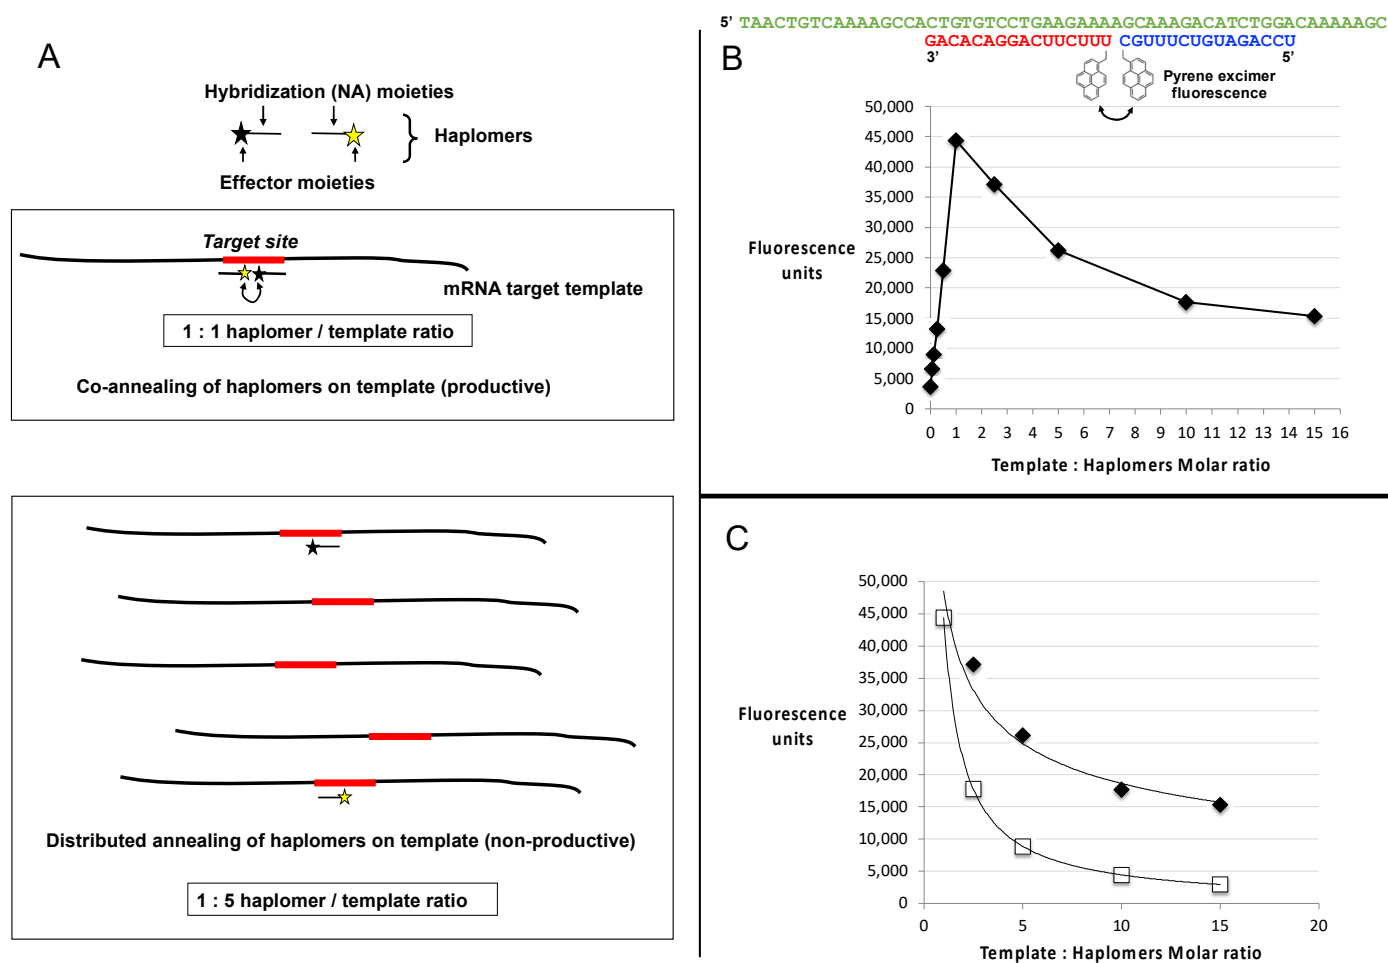 A
Hybridization (NA) moieties
Haplomers
Effector moieties
Target site
mRNA target template
1 : 1 haplomer / template ratio
Co-annealing of haplomers on template (productive)
Distributed annealing of haplomers on template (non-productive)
1 : 5 haplomer / template ratio
5' TAACTGTCAAAAGCCACTGTGTCCTGAAGAAAAGCAAAGACATCTGGACAAAAAGC
GACACAGGACUUCUUU CGUUUCUGUAGACCU
3' 5'
B
Pyrene excimer
fluorescence
50,000
45,000
40,000
35,000
30,000
25,000
20,000
15,000
10,000
5,000
0
Fluorescence
units
0 1 2 3 4 5 6 7 8 9 10 11 12 13 14 15 16
Template : Haplomers Molar ratio
C
50,000
45,000
40,000
35,000
30,000
25,000
20,000
15,000
10,000
5,000
0
Fluorescence
units
0 5 10 15 20
Template : Haplomers Molar ratio